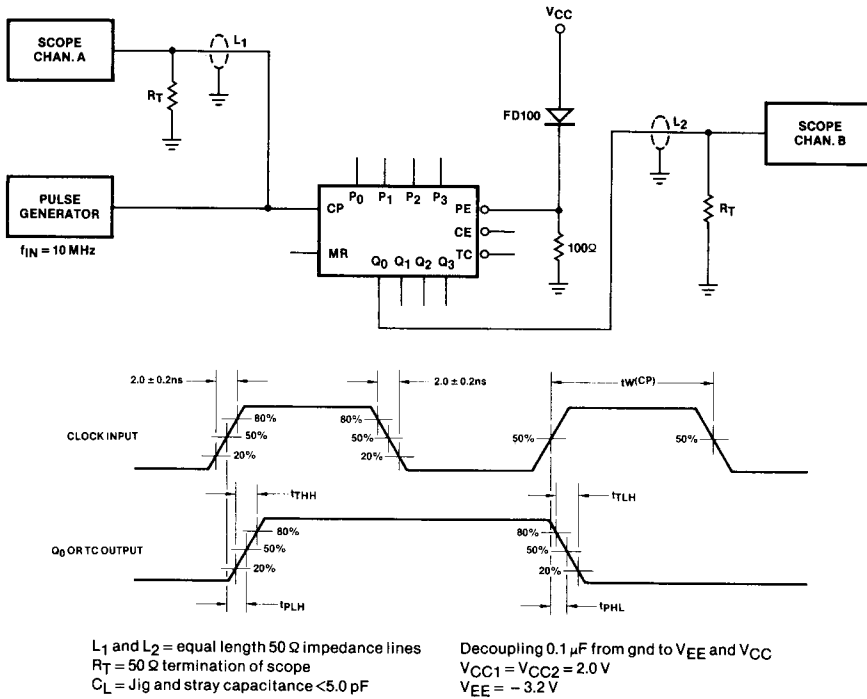 SCOPE
CHAN. A
L1
RT
VCC
FD100
L2
SCOPE
CHAN. B
RT
PULSE
GENERATOR
fIN = 10 MHz
P0 P1 P2 P3
CP
PE
CE
MR
TC
Q0 Q1 Q2 Q3
100Ω
2.0 ± 0.2ns
2.0 ± 0.2ns
tW(CP)
CLOCK INPUT
80%
50%
20%
80%
50%
20%
50%
50%
tTHH
tTLH
Q0 OR TC OUTPUT
80%
50%
20%
80%
50%
20%
tPLH
tPHL
L1 and L2 = equal length 50 Ω impedance lines
RT = 50 Ω termination of scope
CL = Jig and stray capacitance <5.0 pF
Decoupling 0.1 µF from gnd to VEE and VCC
VCC1 = VCC2 = 2.0 V
VEE = – 3.2 V